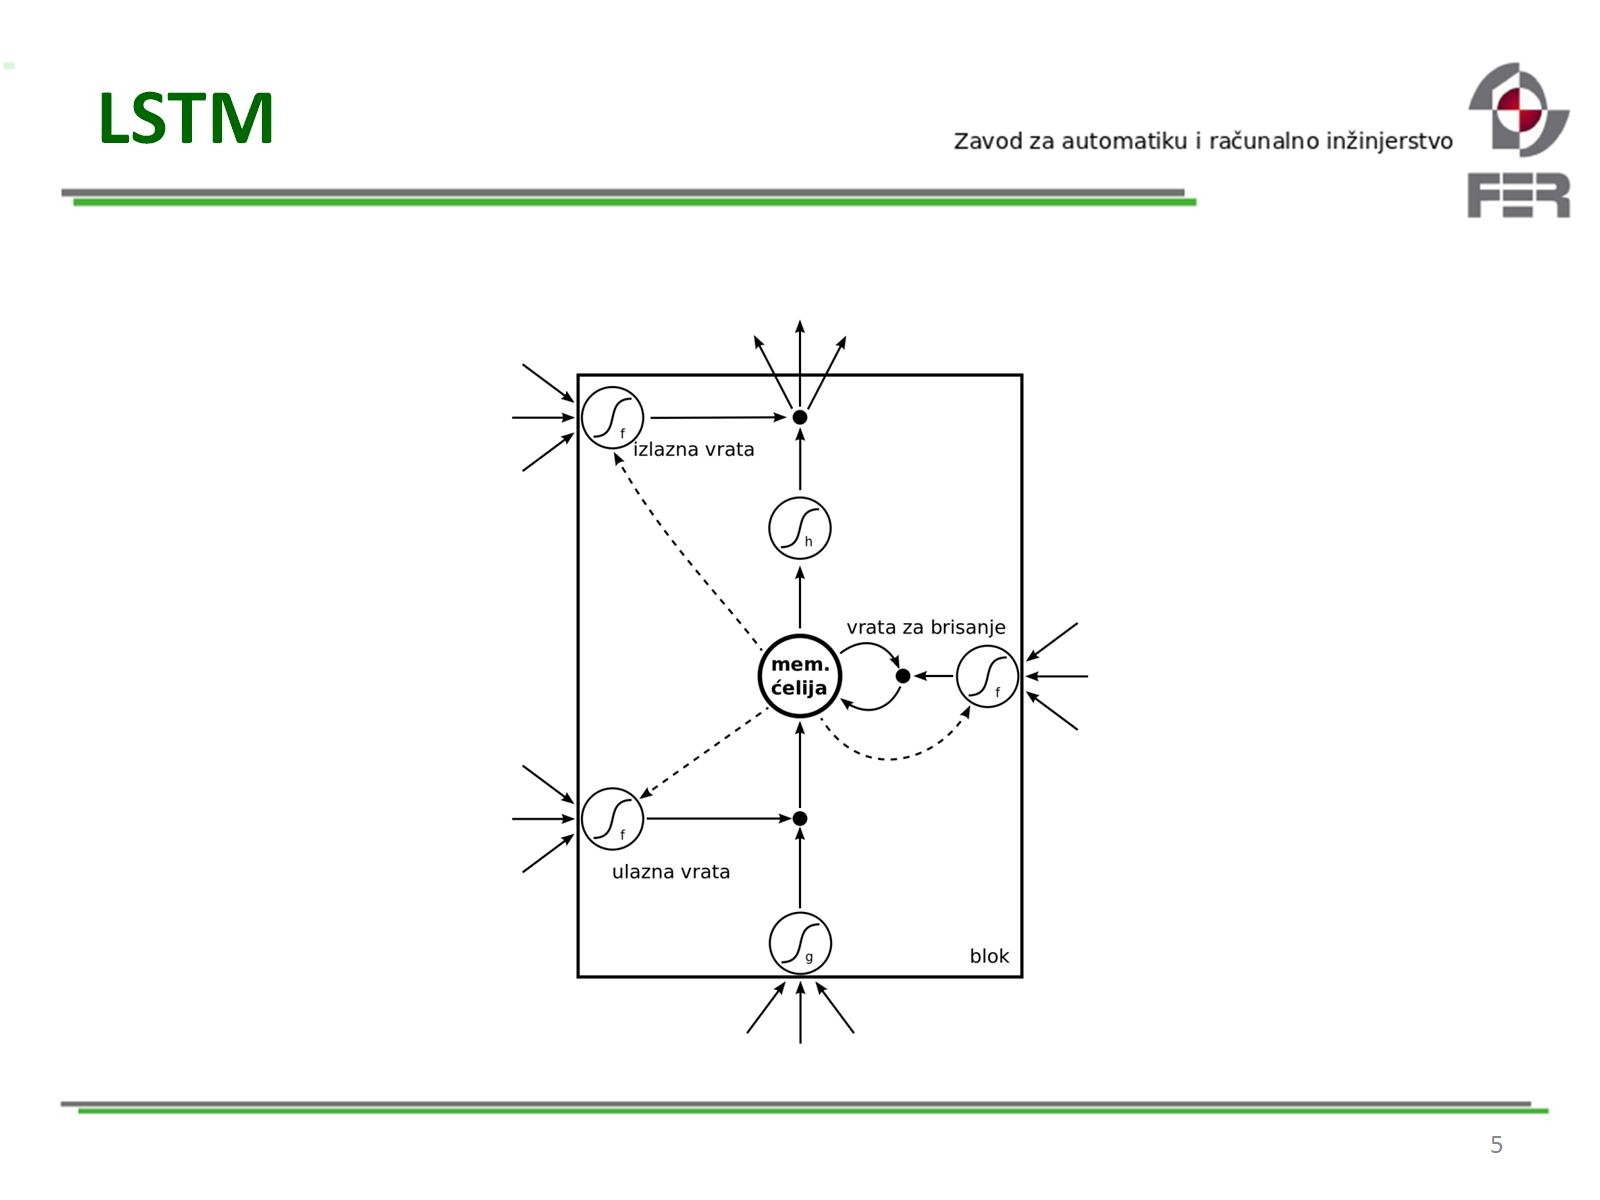 LSTM
Zavod za automatiku i računalno inžinjerstvo
FER
f
izlazna vrata
h
vrata za brisanje
mem.
ćelija
f
f
ulazna vrata
g
blok
5